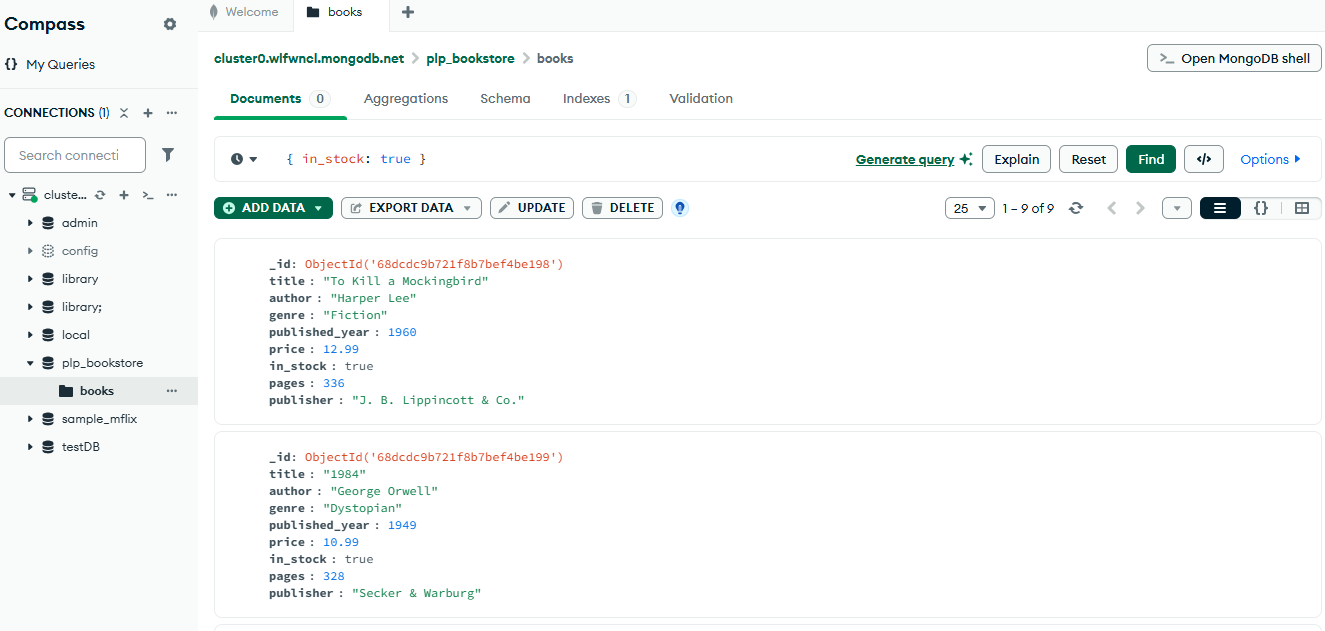 Compass
My Queries
CONNECTIONS (1)
Search connecti
cluste...
admin
config
library
library;
local
plp_bookstore
books
sample_mflix
testDB
Welcome
books
cluster0.wlfwncl.mongodb.net > plp_bookstore > books
>_ Open MongoDB shell
Documents 0 Aggregations Schema Indexes 1 Validation
{ in_stock: true }
Generate query Explain Reset Find </> Options
ADD DATA EXPORT DATA UPDATE DELETE
25 1 – 9 of 9 {}
_id: ObjectId('68dcdc9b721f8b7bef4be198')
title : "To Kill a Mockingbird"
author : "Harper Lee"
genre : "Fiction"
published_year : 1960
price : 12.99
in_stock : true
pages : 336
publisher : "J. B. Lippincott & Co."
_id: ObjectId('68dcdc9b721f8b7bef4be199')
title : "1984"
author : "George Orwell"
genre : "Dystopian"
published_year : 1949
price : 10.99
in_stock : true
pages : 328
publisher : "Secker & Warburg"